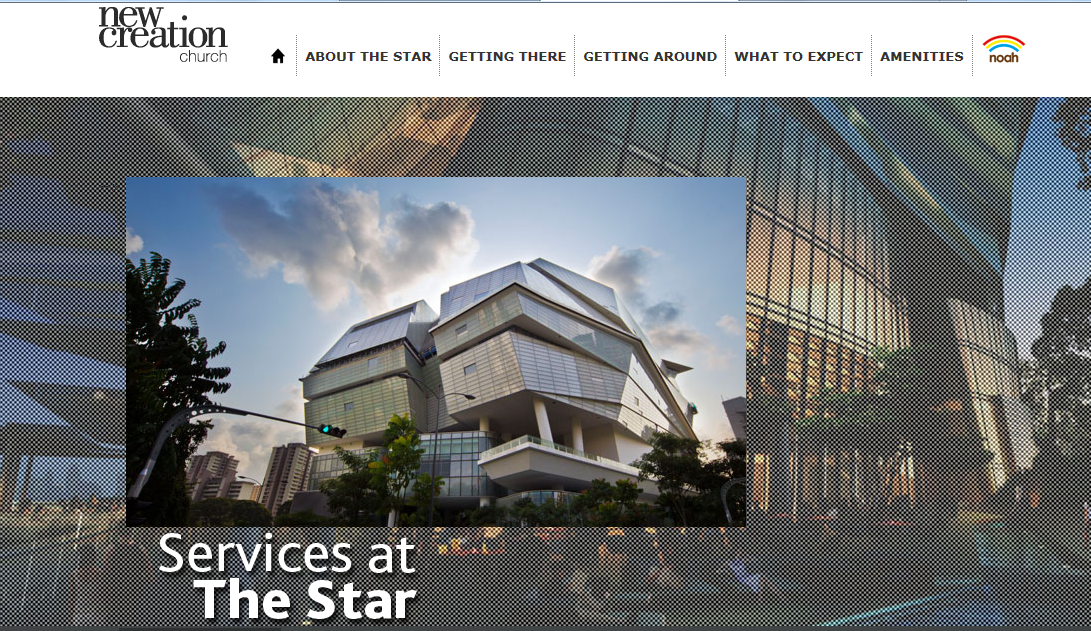 new
creation
church
ABOUT THE STAR
GETTING THERE
GETTING AROUND
WHAT TO EXPECT
AMENITIES
noah
Services at
The Star